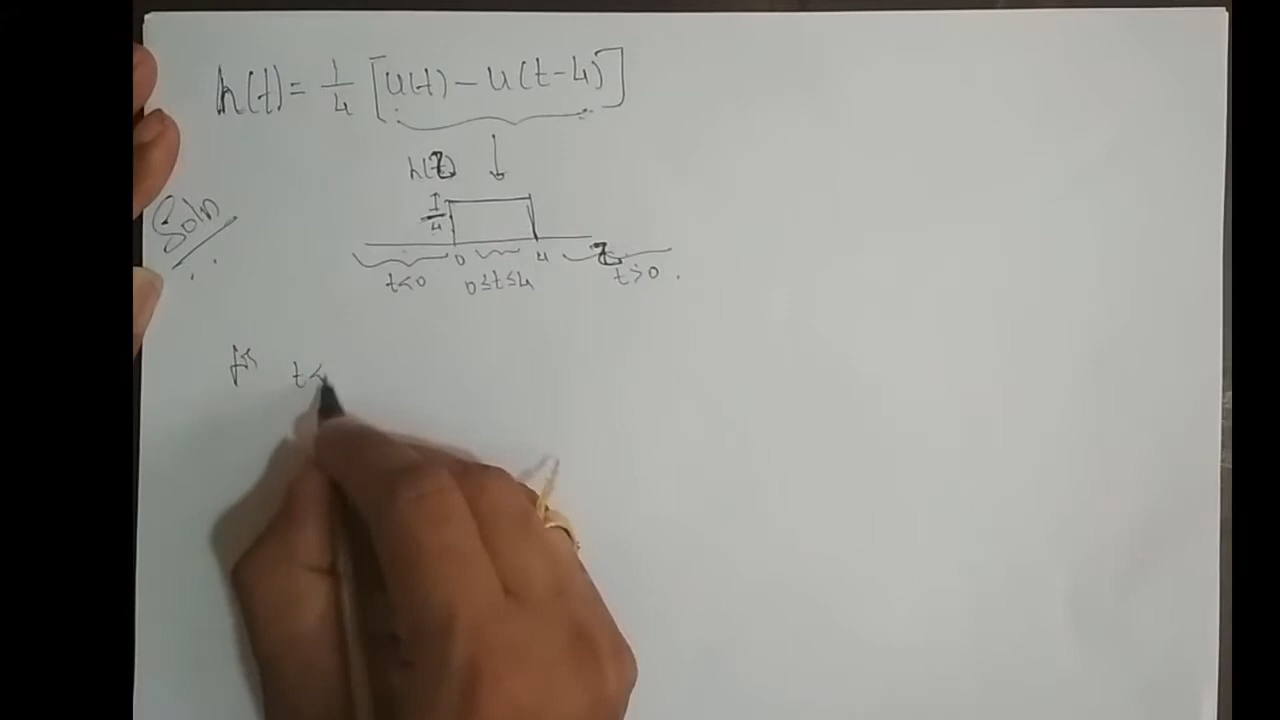 h(t) = 1/4 [u(t) – u(t–4)]
Soln
1/4
0 4
t<0 0≤t≤4 t>0.
for t<